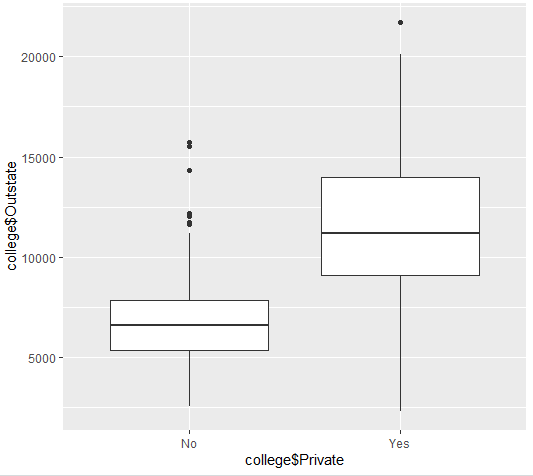 college$Outstate
20000
15000
10000
5000
No Yes
college$Private